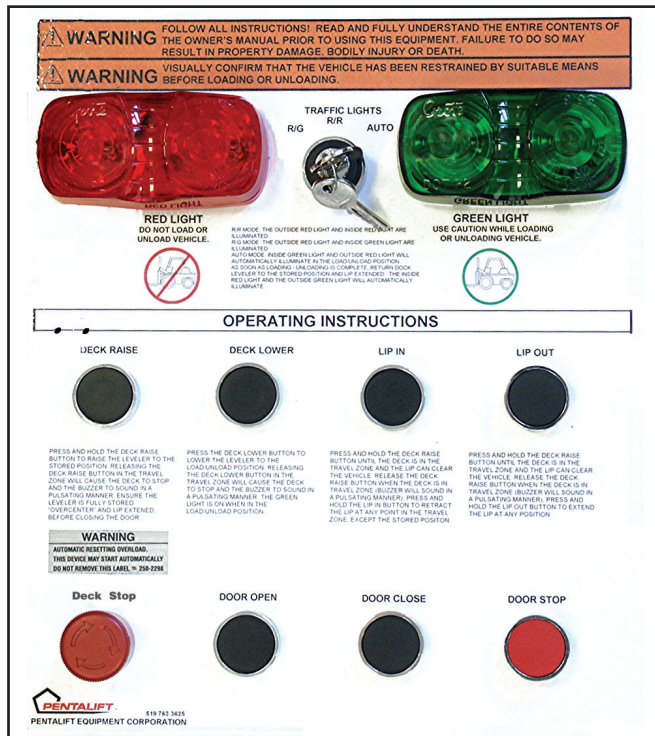 WARNING
FOLLOW ALL INSTRUCTIONS! READ AND FULLY UNDERSTAND THE ENTIRE CONTENTS OF
THE OWNER'S MANUAL PRIOR TO USING THIS EQUIPMENT. FAILURE TO DO SO MAY
RESULT IN PROPERTY DAMAGE, BODILY INJURY OR DEATH.
WARNING
VISUALLY CONFIRM THAT THE VEHICLE HAS BEEN RESTRAINED BY SUITABLE MEANS
BEFORE LOADING OR UNLOADING.
TRAFFIC LIGHTS
R/R
R/G
AUTO
RED LIGHT
DO NOT LOAD OR
UNLOAD VEHICLE.
GREEN LIGHT
USE CAUTION WHILE LOADING
OR UNLOADING VEHICLE.
R/R MODE: THE OUTSIDE RED LIGHT AND INSIDE RED LIGHT ARE
ILLUMINATED
R/G MODE: THE OUTSIDE RED LIGHT AND INSIDE GREEN LIGHT ARE
ILLUMINATED
AUTO MODE: INSIDE GREEN LIGHT AND OUTSIDE RED LIGHT WILL
AUTOMATICALLY ILLUMINATE IN THE LOAD/UNLOAD POSITION
AS SOON AS LOADING - UNLOADING IS COMPLETE, RETURN DOCK
LEVELER TO THE STORED POSITION AND LIP EXTENDED. THE INSIDE
RED LIGHT AND THE OUTSIDE GREEN LIGHT WILL AUTOMATICALLY
ILLUMINATE
OPERATING INSTRUCTIONS
DECK RAISE
DECK LOWER
LIP IN
LIP OUT
PRESS AND HOLD THE DECK RAISE
BUTTON TO RAISE THE LEVELER TO THE
STORED POSITION. RELEASING THE
DECK RAISE BUTTON IN THE TRAVEL
ZONE WILL CAUSE THE DECK TO STOP
AND THE BUZZER TO SOUND IN A
PULSATING MANNER. ENSURE THE
LEVELER IS FULLY STORED
'OVERCENTER' AND LIP EXTENDED,
BEFORE CLOSING THE DOOR
PRESS THE DECK LOWER BUTTON TO
LOWER THE LEVELER TO THE
LOAD/UNLOAD POSITION. RELEASING
THE DECK LOWER BUTTON IN THE
TRAVEL ZONE WILL CAUSE THE DECK
TO STOP AND THE BUZZER TO SOUND IN
A PULSATING MANNER. THE GREEN
LIGHT IS ON WHEN IN THE
LOAD/UNLOAD POSITION
PRESS AND HOLD THE DECK RAISE
BUTTON UNTIL THE DECK IS IN THE
TRAVEL ZONE AND THE LIP CAN CLEAR
THE VEHICLE. RELEASE THE DECK
RAISE BUTTON WHEN THE DECK IS IN
TRAVEL ZONE (BUZZER WILL SOUND IN
A PULSATING MANNER). PRESS AND
HOLD THE LIP IN BUTTON TO RETRACT
THE LIP AT ANY POINT IN THE TRAVEL
ZONE, EXCEPT THE STORED POSITION
PRESS AND HOLD THE DECK RAISE
BUTTON UNTIL THE DECK IS IN THE
TRAVEL ZONE AND THE LIP CAN CLEAR
THE VEHICLE. RELEASE THE DECK
RAISE BUTTON WHEN THE DECK IS IN
TRAVEL ZONE (BUZZER WILL SOUND IN
A PULSATING MANNER). PRESS AND
HOLD THE LIP OUT BUTTON TO EXTEND
THE LIP AT ANY POSITION
WARNING
AUTOMATIC RESETTING OVERLOAD.
THIS DEVICE MAY START AUTOMATICALLY
DO NOT REMOVE THIS LABEL 250-2298
Deck Stop
DOOR OPEN
DOOR CLOSE
DOOR STOP
PENTALIFT
519 763 3625
PENTALIFT EQUIPMENT CORPORATION